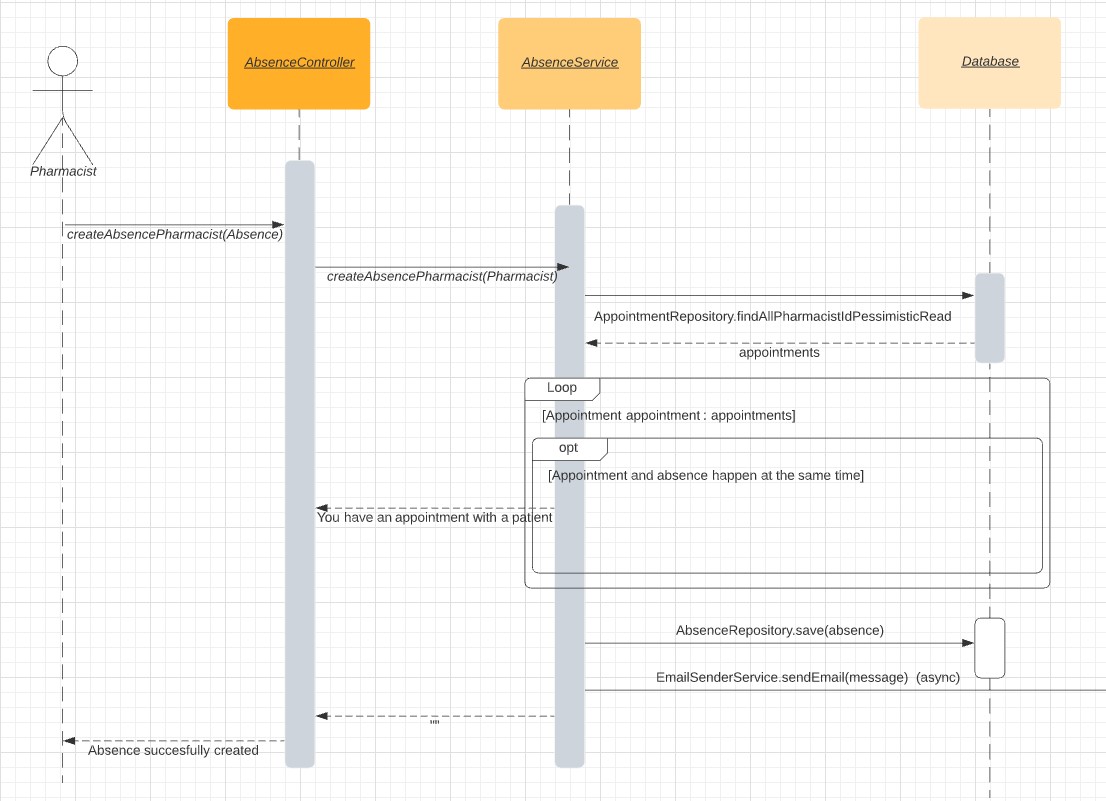 AbsenceController
AbsenceService
Database
Pharmacist
createAbsencePharmacist(Absence)
createAbsencePharmacist(Pharmacist)
AppointmentRepository.findAllPharmacistIdPessimisticRead
appointments
Loop
[Appointment appointment : appointments]
opt
[Appointment and absence happen at the same time]
You have an appointment with a patient
AbsenceRepository.save(absence)
EmailSenderService.sendEmail(message) (async)
""
Absence succesfully created